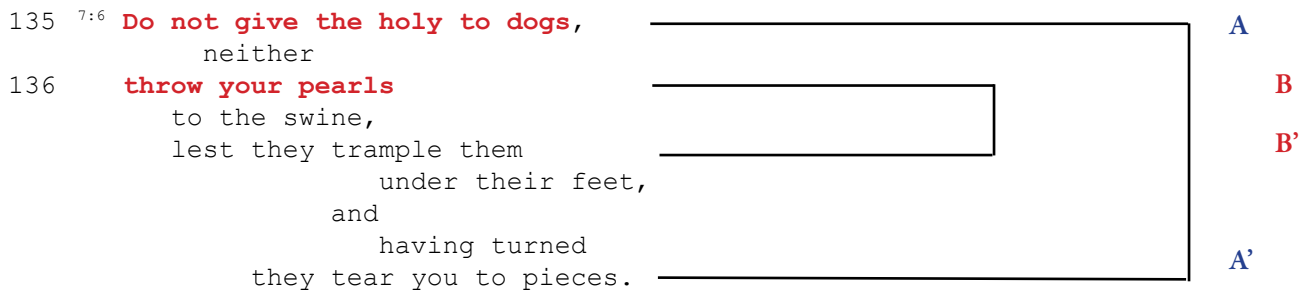 135 7:6 Do not give the holy to dogs, A
neither
136 throw your pearls B
to the swine,
lest they trample them B’
under their feet,
and
having turned
they tear you to pieces. A’